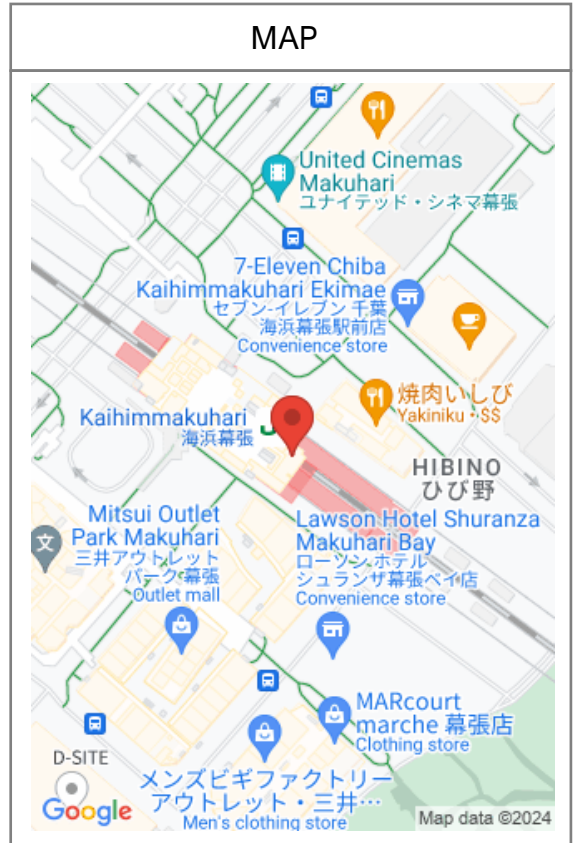 MAP
United Cinemas
Makuhari
ユナイテッド・シネマ幕張
7-Eleven Chiba
Kaihimmakuhari Ekimae
セブン-イレブン 千葉
海浜幕張駅前店
Convenience store
焼肉いしび
Yakiniku・$$
Kaihimmakuhari
海浜幕張
J
HIBINO
ひび野
Mitsui Outlet
Park Makuhari
三井アウトレット
パーク 幕張
Outlet mall
Lawson Hotel Shuranza
Makuhari Bay
ローソン ホテル
シュランザ幕張ベイ店
Convenience store
文
MARcourt
marche 幕張店
Clothing store
D-SITE
メンズビギファクトリー
アウトレット・三井…
Men's clothing store
Google
Map data ©2024